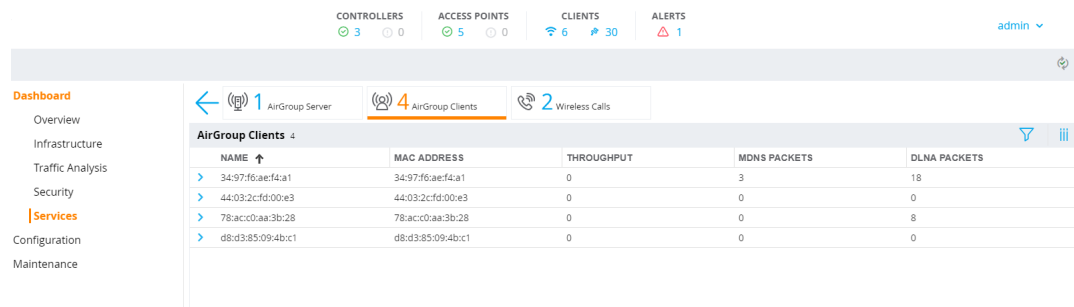 CONTROLLERS ACCESS POINTS CLIENTS ALERTS
3 0 5 0 6 30 1 admin
Dashboard
Overview
Infrastructure
Traffic Analysis
Security
Services
Configuration
Maintenance
1 AirGroup Server 4 AirGroup Clients 2 Wireless Calls
AirGroup Clients 4
NAME MAC ADDRESS THROUGHPUT MDNS PACKETS DLNA PACKETS
34:97:f6:ae:f4:a1 34:97:f6:ae:f4:a1 0 3 18
44:03:2c:fd:00:e3 44:03:2c:fd:00:e3 0 0 0
78:ac:c0:aa:3b:28 78:ac:c0:aa:3b:28 0 0 8
d8:d3:85:09:4b:c1 d8:d3:85:09:4b:c1 0 0 0